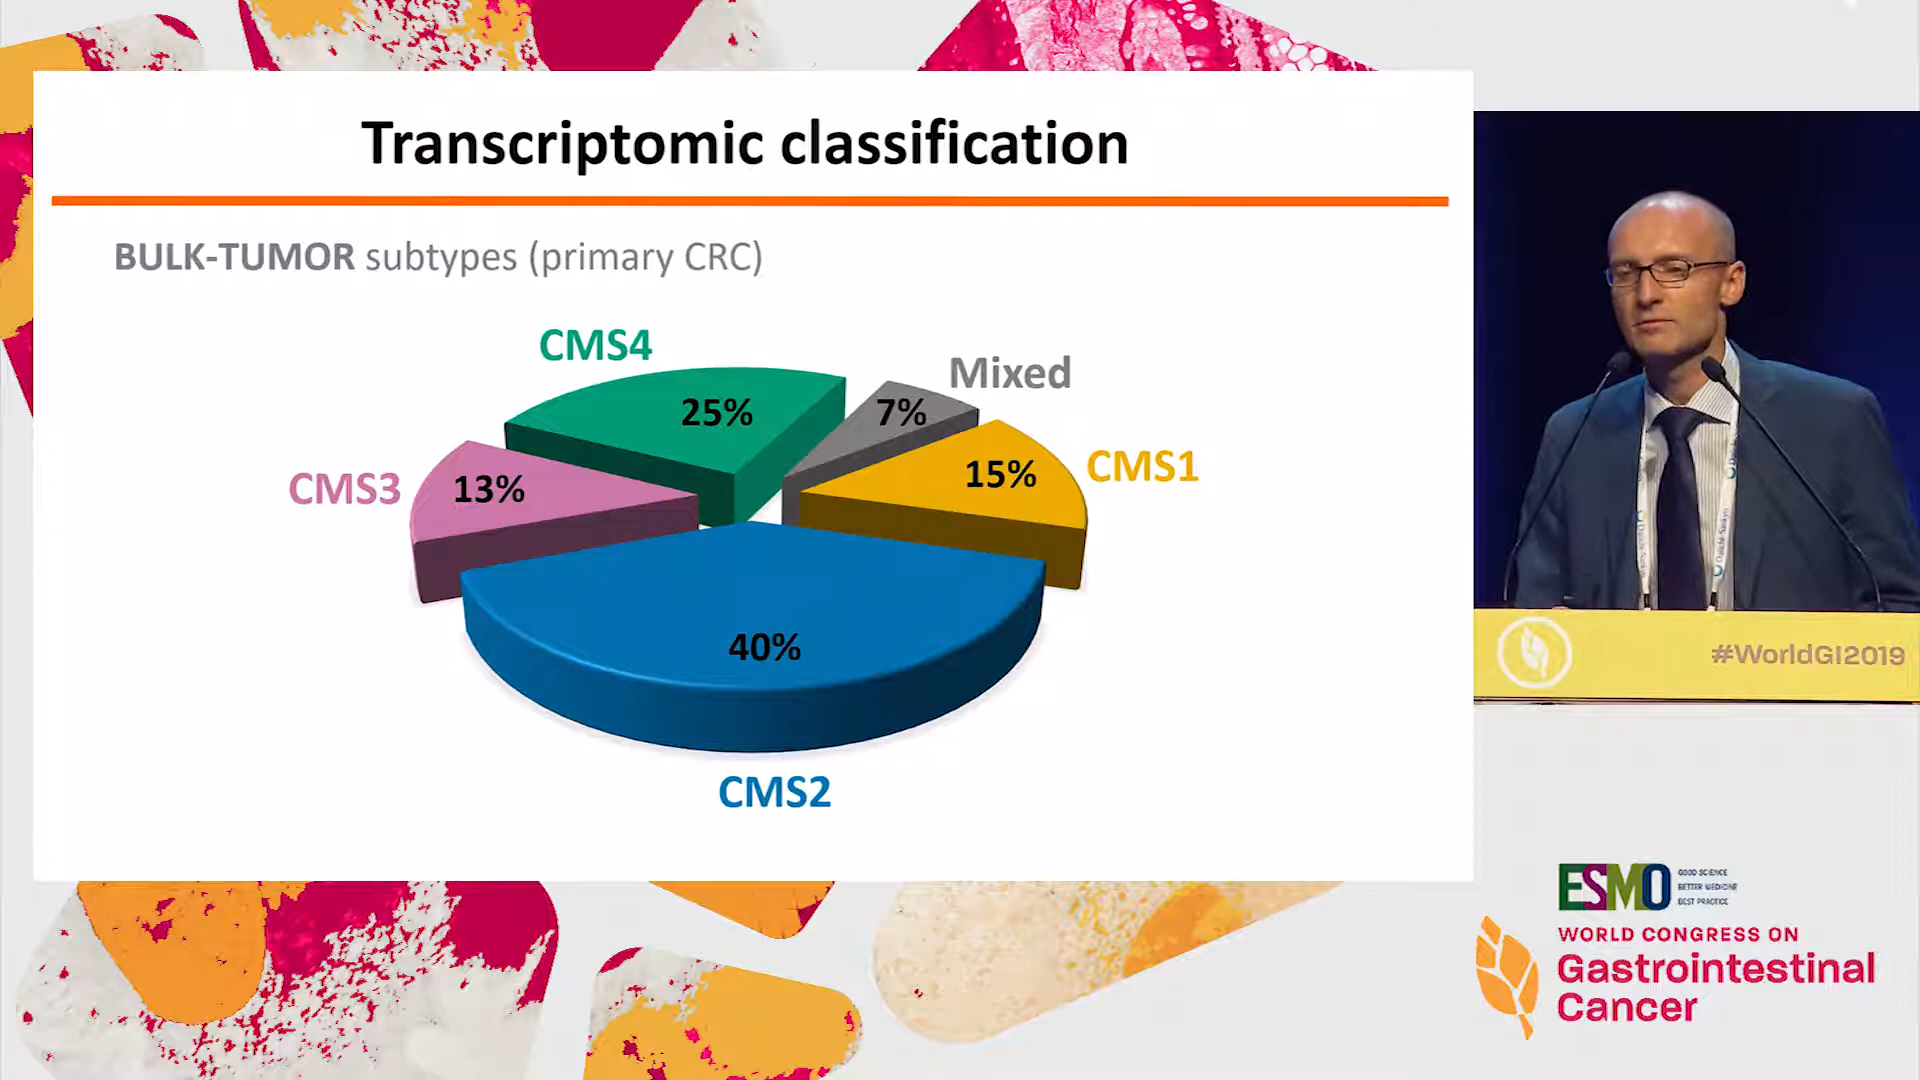 Transcriptomic classification
BULK-TUMOR subtypes (primary CRC)
CMS4
Mixed
25%
7%
CMS3
13%
15%
CMS1
40%
CMS2
#WorldGI2019
ESMO
GOOD SCIENCE
BETTER MEDICINE
BEST PRACTICE
WORLD CONGRESS ON
Gastrointestinal
Cancer